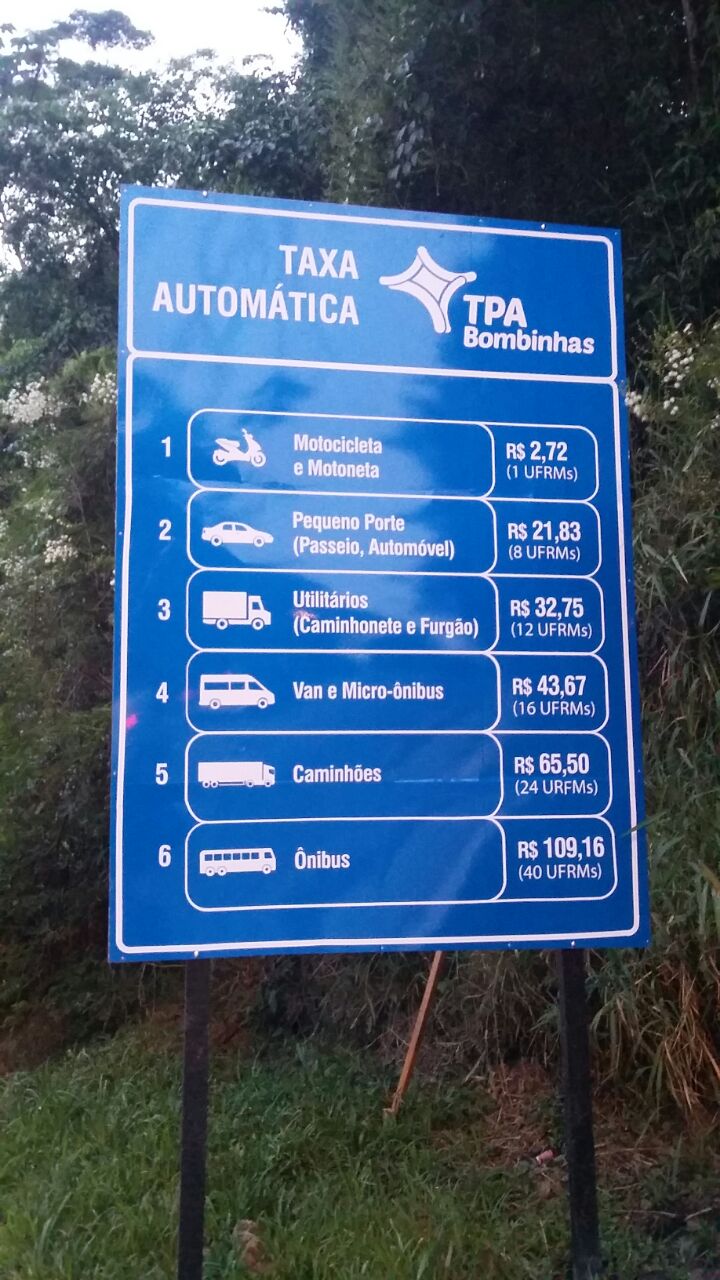 TAXA
AUTOMÁTICA
TPA
Bombinhas
1
Motocicleta
e Motoneta
R$ 2,72
(1 UFRMs)
2
Pequeno Porte
(Passeio, Automóvel)
R$ 21,83
(8 UFRMs)
3
Utilitários
(Caminhonete e Furgão)
R$ 32,75
(12 UFRMs)
4
Van e Micro-ônibus
R$ 43,67
(16 UFRMs)
5
Caminhões
R$ 65,50
(24 URFMs)
6
Ônibus
R$ 109,16
(40 UFRMs)